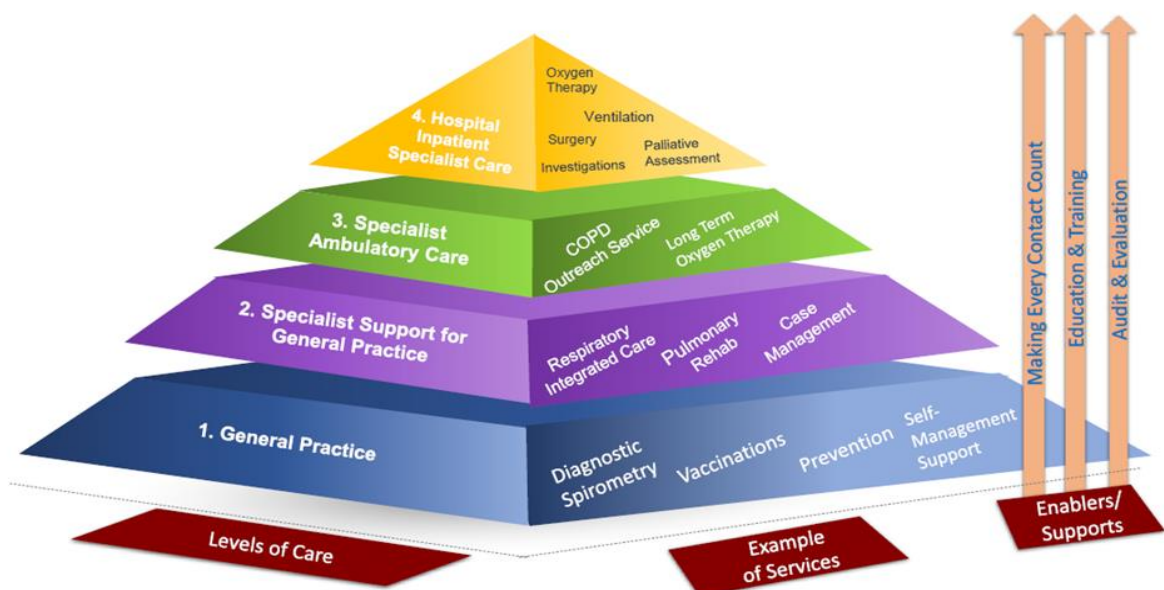 4. Hospital
Inpatient
Specialist Care
Oxygen
Therapy
Ventilation
Surgery
Palliative
Assessment
Investigations
3. Specialist
Ambulatory Care
COPD
Outreach Service
Long Term
Oxygen Therapy
2. Specialist Support for
General Practice
Respiratory
Integrated Care
Pulmonary
Rehab
Case
Management
1. General Practice
Diagnostic
Spirometry
Vaccinations
Prevention
Self-
Management
Support
Making Every Contact Count
Education & Training
Audit & Evaluation
Levels of Care
Example
of Services
Enablers/
Supports